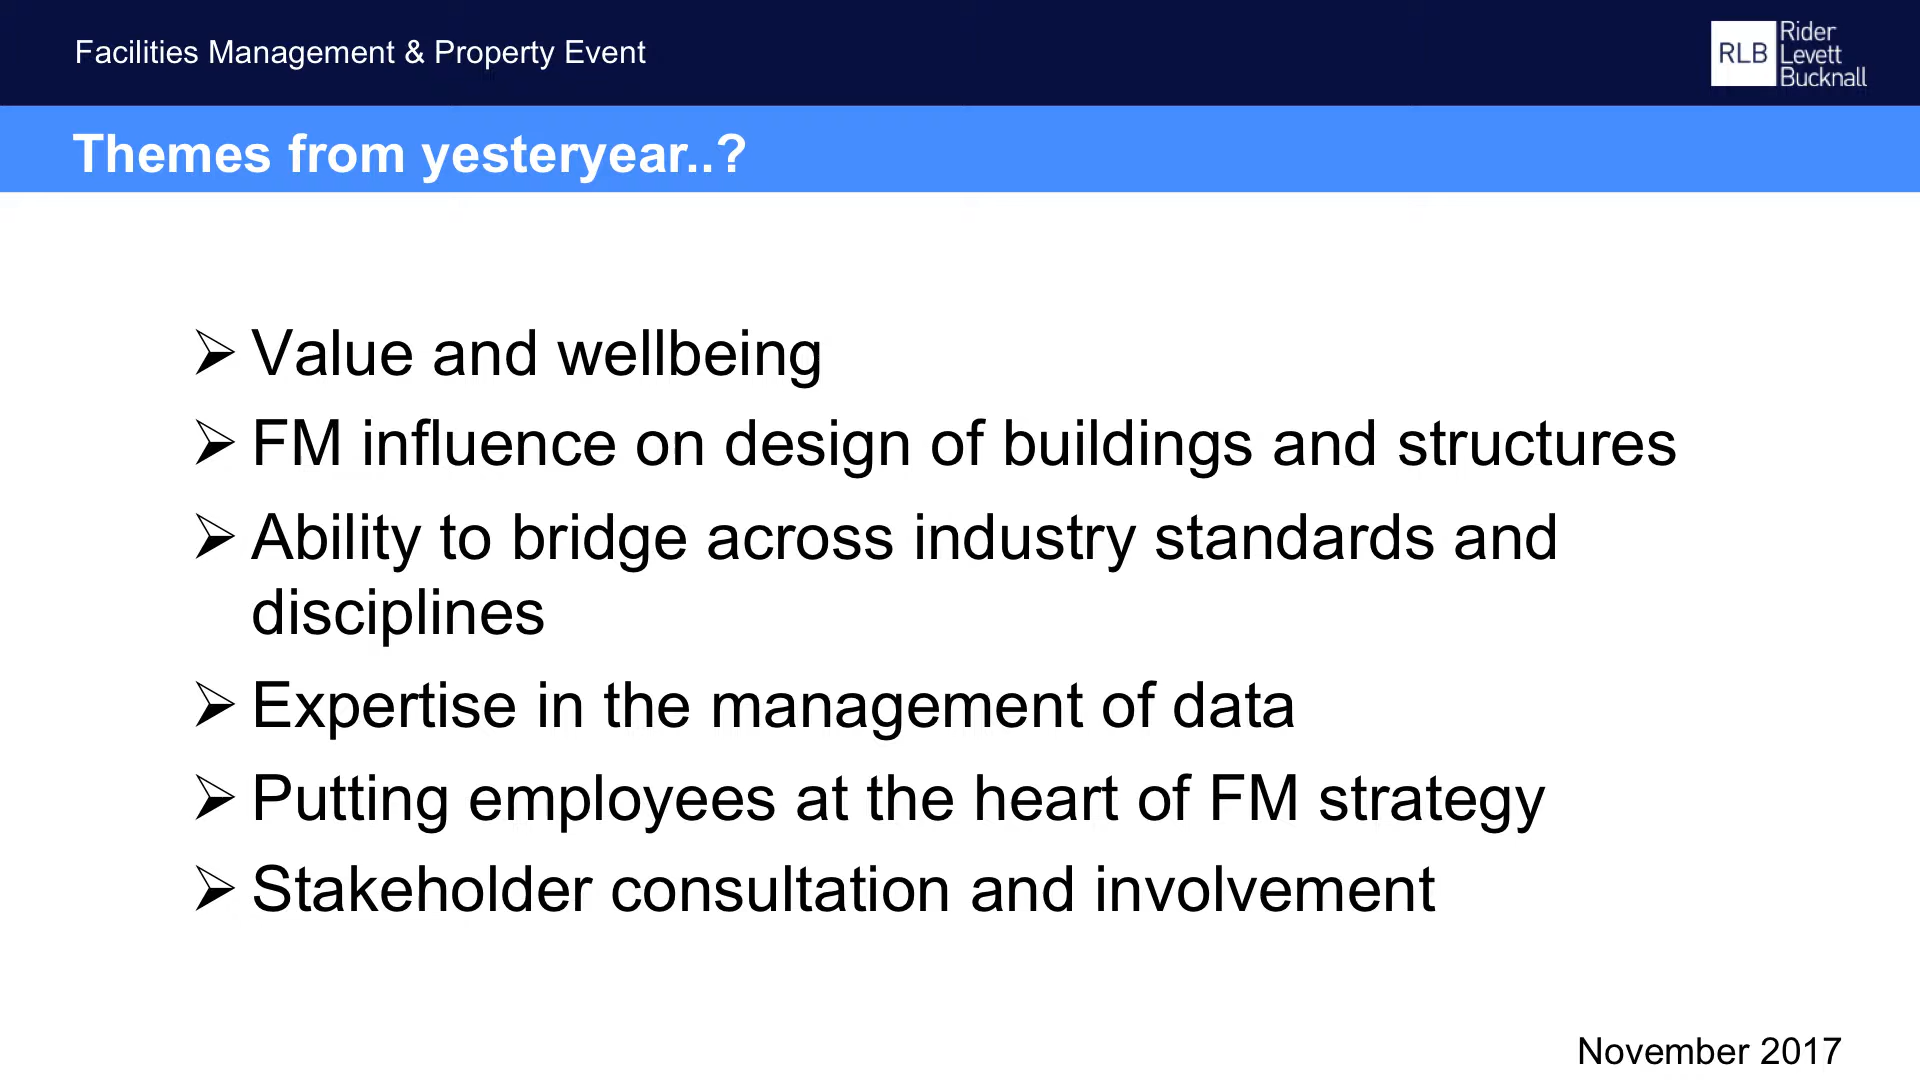 Facilities Management & Property Event
RLB
Rider
Levett
Bucknall
Themes from yesteryear..?
➢ Value and wellbeing
➢ FM influence on design of buildings and structures
➢ Ability to bridge across industry standards and
disciplines
➢ Expertise in the management of data
➢ Putting employees at the heart of FM strategy
➢ Stakeholder consultation and involvement
November 2017